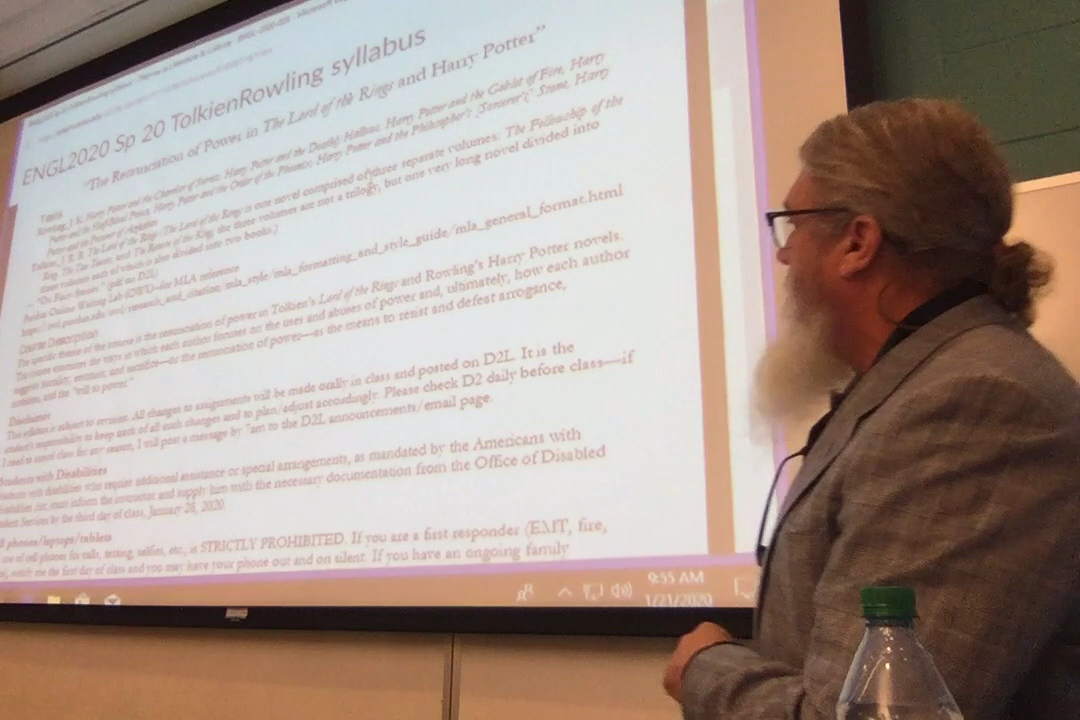 ENGL2020 Sp 20 TolkienRowling syllabus
"The Renunciation of Power in The Lord of the Rings and Harry Potter"
Texts
Rowling, J. K. Harry Potter and the Chamber of Secrets, Harry Potter and the Deathly Hallows, Harry Potter and the Goblet of Fire, Harry
Potter and the Half-Blood Prince, Harry Potter and the Order of the Phoenix, Harry Potter and the Philosopher's ["Sorcerer's"] Stone, Harry
Potter and the Prisoner of Azkaban
Tolkien, J. R. R. The Lord of the Rings (The Lord of the Rings is one novel comprised of three separate volumes: The Fellowship of the
Ring, The Two Towers, and The Return of the King, the three volumes are not a trilogy, but one very long novel divided into
three volumes each of which is also divided into two books.)
"On Fairy-Stories" (pdf on D2L)
Purdue Online Writing Lab (OWL)—for MLA reference
https://owl.purdue.edu/owl/research_and_citation/mla_style/mla_formatting_and_style_guide/mla_general_format.html
Course Description
The specific theme of the course is the renunciation of power in Tolkien's Lord of the Rings and Rowling's Harry Potter novels.
The course examines the ways in which each author focuses on the uses and abuses of power and, ultimately, how each author
suggests humility, and sacrifice—or the renunciation of power—as the means to resist and defeat arrogance,
and the "will to power."
Disclaimer
This syllabus is subject to revision. All changes to assignments will be made orally in class and posted on D2L. It is the
student's responsibility to keep track of all such changes and to plan/adjust accordingly. Please check D2 daily before class—if
I need to cancel class for any reason, I will post a message by 7am to the D2L announcements/email page.
Students with Disabilities
Students with disabilities who require additional assistance or special arrangements, as mandated by the Americans with
Disabilities Act, must inform the instructor and supply him with the necessary documentation from the Office of Disabled
Student Services by the third day of class, January 28, 2020.
phones/laptops/tablets
use of cell phones for calls, texting, selfies, etc., is STRICTLY PROHIBITED. If you are a first responder (EMT, fire,
notify me the first day of class and you may have your phone out and on silent. If you have an ongoing family
9:55 AM
1/21/2020